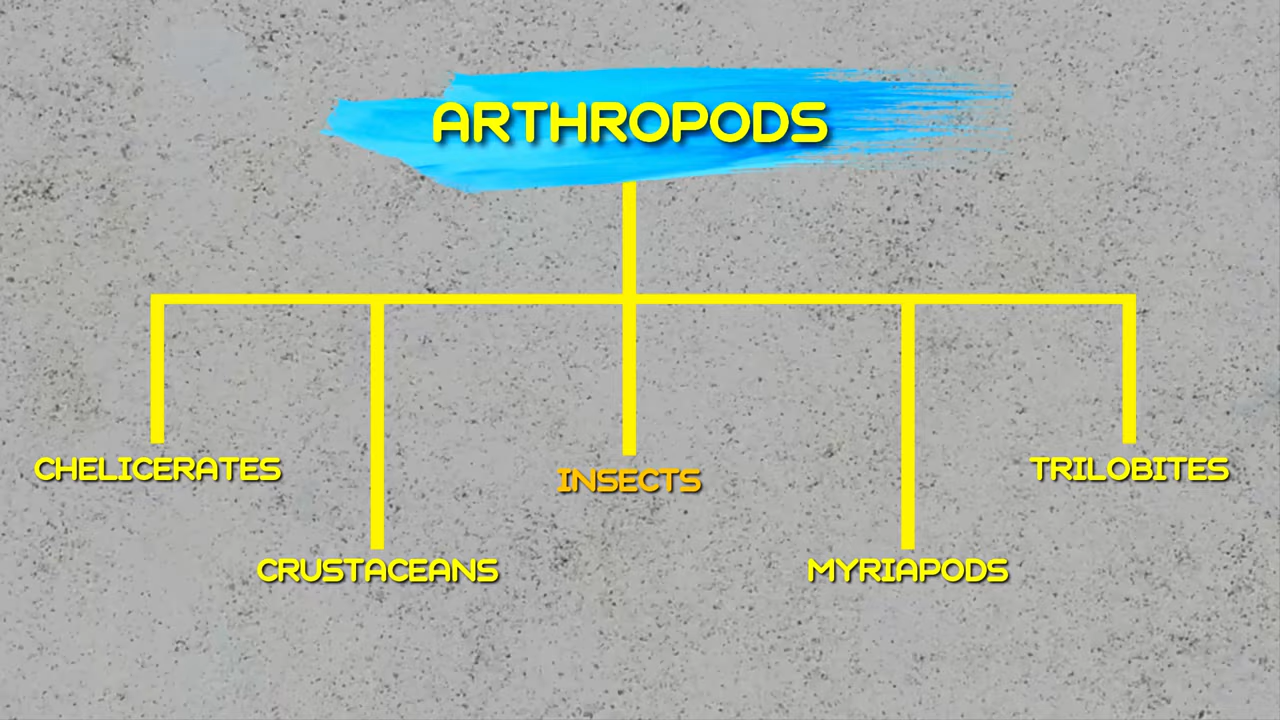 ARTHROPODS
CHELICERATES
INSECTS
TRILOBITES
CRUSTACEANS
MYRIAPODS